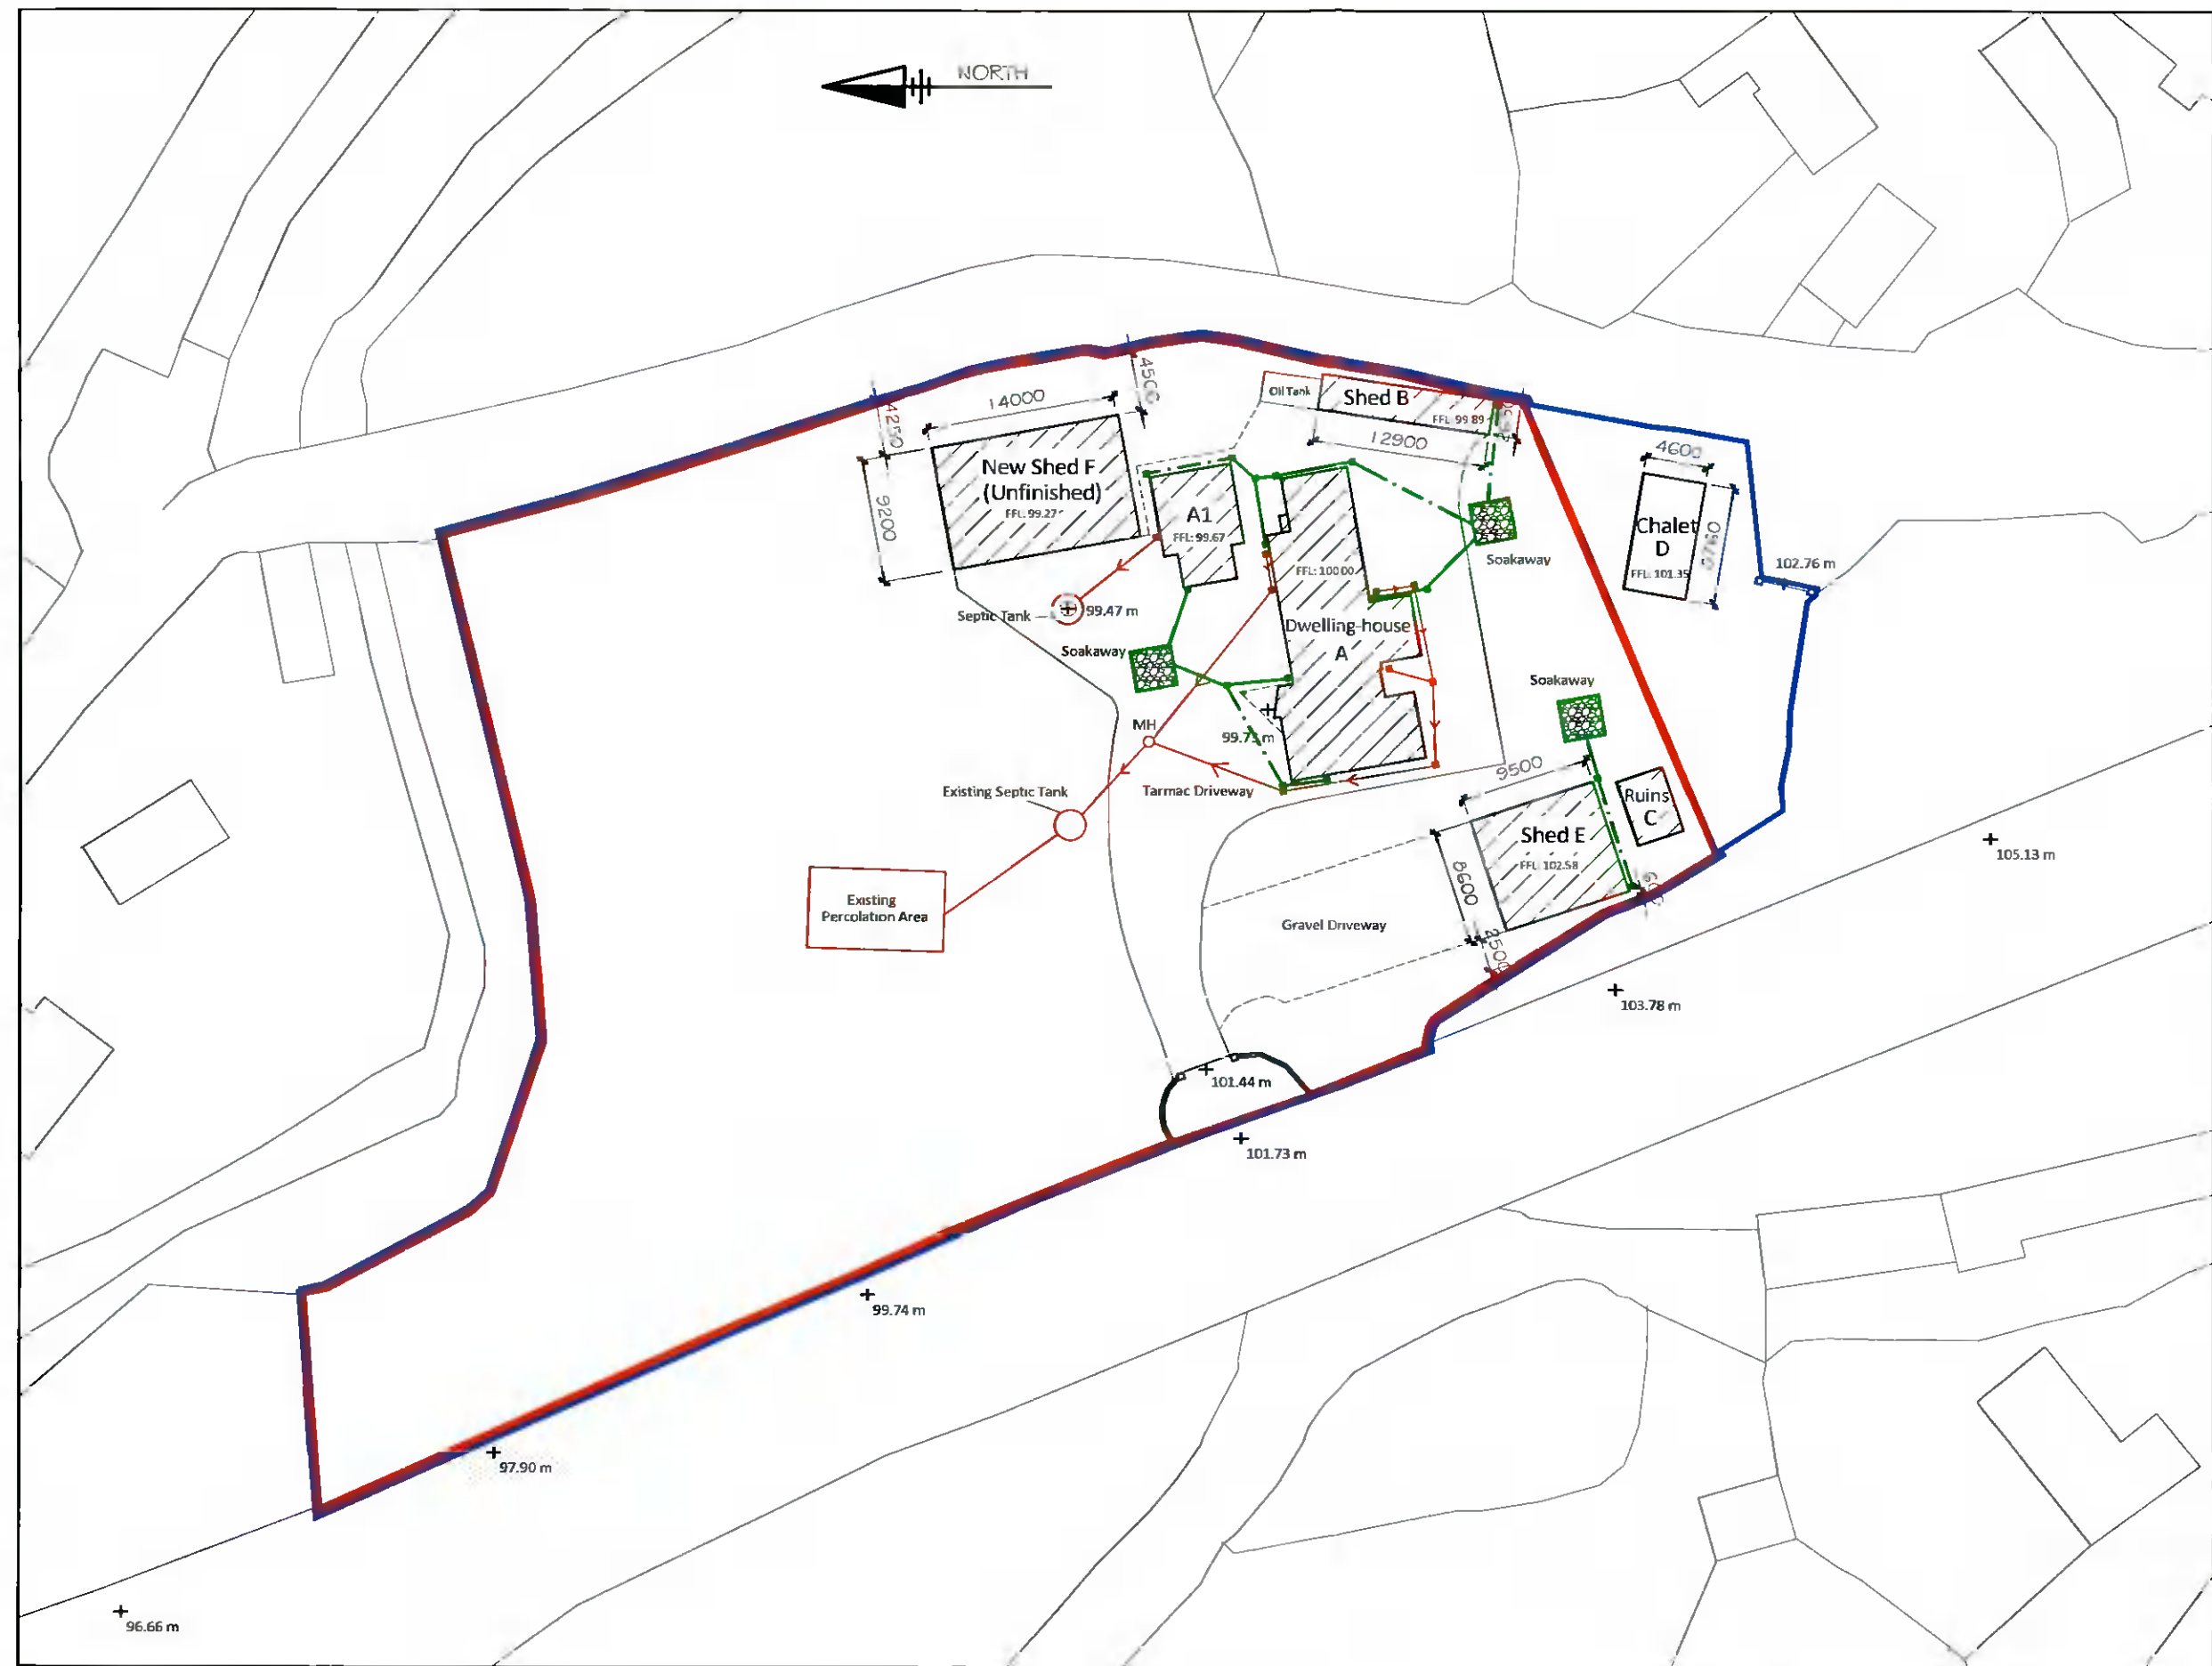 NORTH
4500
14000
4250
Oil Tank
Shed B
FFL: 99.89
12900
4600
New Shed F
(Unfinished)
FFL: 99.27
9200
A1
FFL: 99.67
Chalet
D
FFL: 101.35
Soakaway
102.76 m
FFL: 100.00
Septic Tank
99.47 m
Dwelling-house
A
Soakaway
Soakaway
MH
99.73 m
9500
Existing Septic Tank
Tarmac Driveway
Ruins
C
Shed E
FFL: 102.58
8600
105.13 m
Existing
Percolation Area
Gravel Driveway
2500
103.78 m
101.44 m
101.73 m
99.74 m
97.90 m
96.66 m